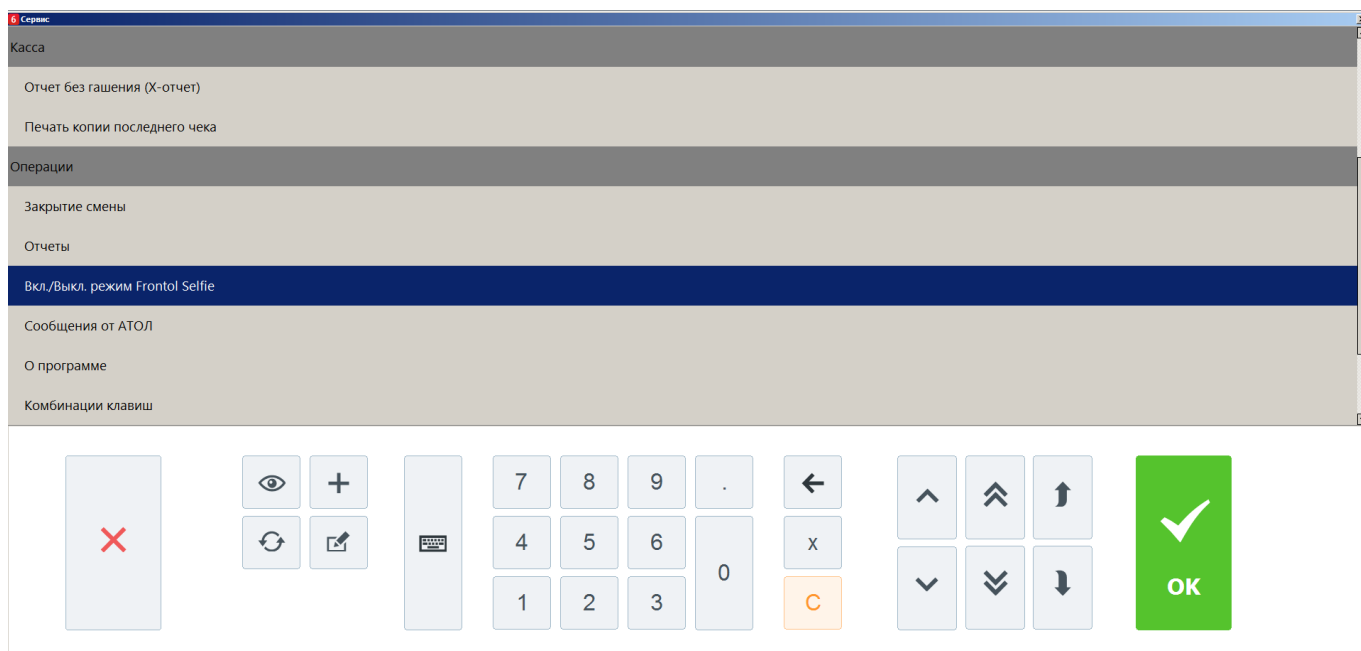 6 Сервис
Касса
Отчет без гашения (X-отчет)
Печать копии последнего чека
Операции
Закрытие смены
Отчеты
Вкл./Выкл. режим Frontol Selfie
Сообщения от АТОЛ
О программе
Комбинации клавиш
7 8 9 .
4 5 6 X
0
1 2 3 C
OK